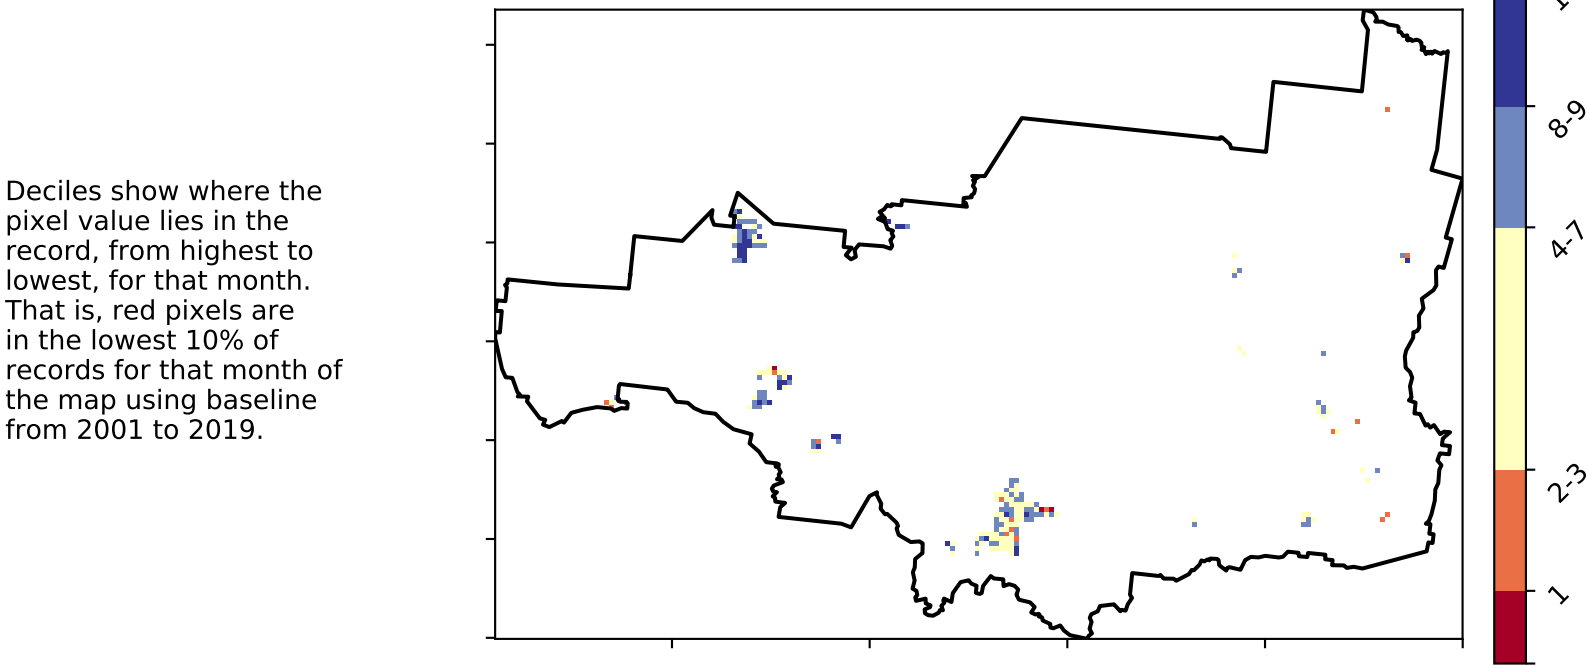 Deciles show where the
pixel value lies in the
record, from highest to
lowest, for that month.
That is, red pixels are
in the lowest 10% of
records for that month of
the map using baseline
from 2001 to 2019.
8-9
4-7
2-3
1